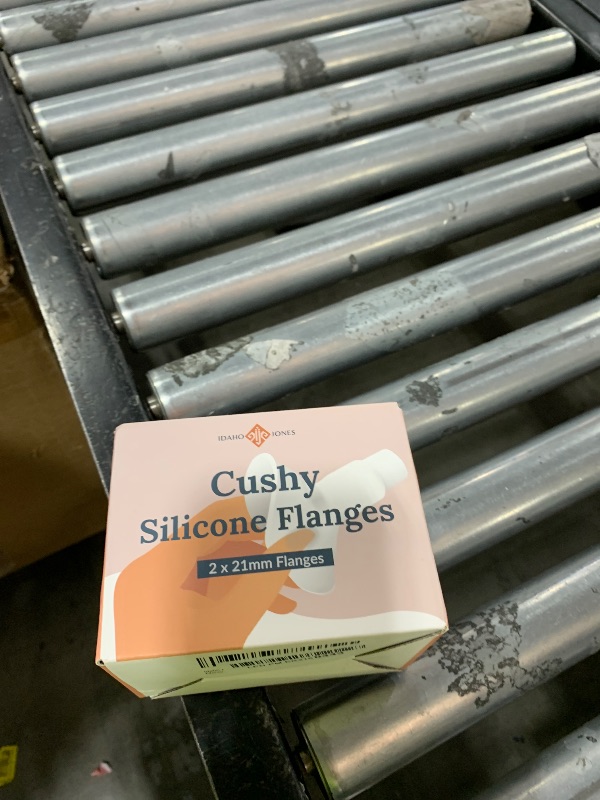 IDAHO JONES
Cushy
Silicone Flanges
2 x 21mm Flanges